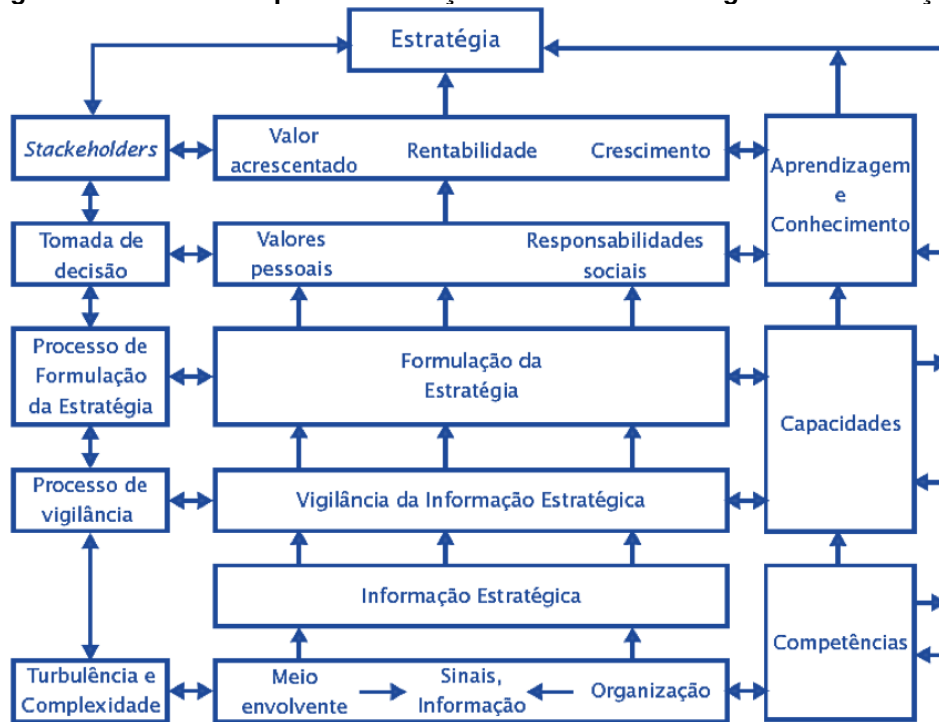 Estratégia
Stackeholders
Valor
acrescentado
Rentabilidade
Crescimento
Aprendizagem
e
Conhecimento
Tomada de
decisão
Valores
pessoais
Responsabilidades
sociais
Processo de
Formulação
da Estratégia
Formulação da
Estratégia
Capacidades
Processo de
vigilância
Vigilância da Informação Estratégica
Informação Estratégica
Competências
Turbulência e
Complexidade
Meio
envolvente
Sinais,
Informação
Organização